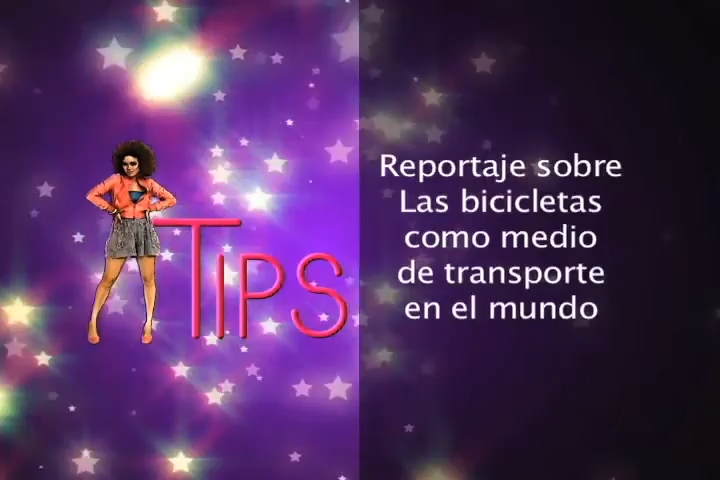 TIPS
Reportaje sobre
Las bicicletas
como medio
de transporte
en el mundo